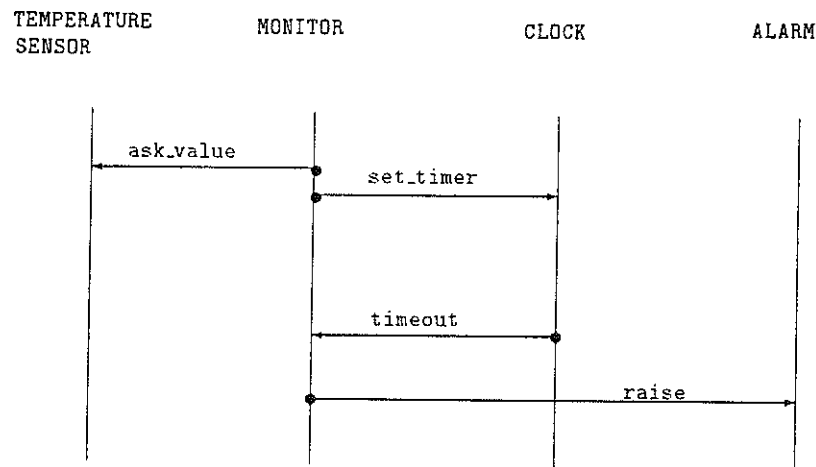 TEMPERATURE
SENSOR
MONITOR
CLOCK
ALARM
ask_value
set_timer
timeout
raise